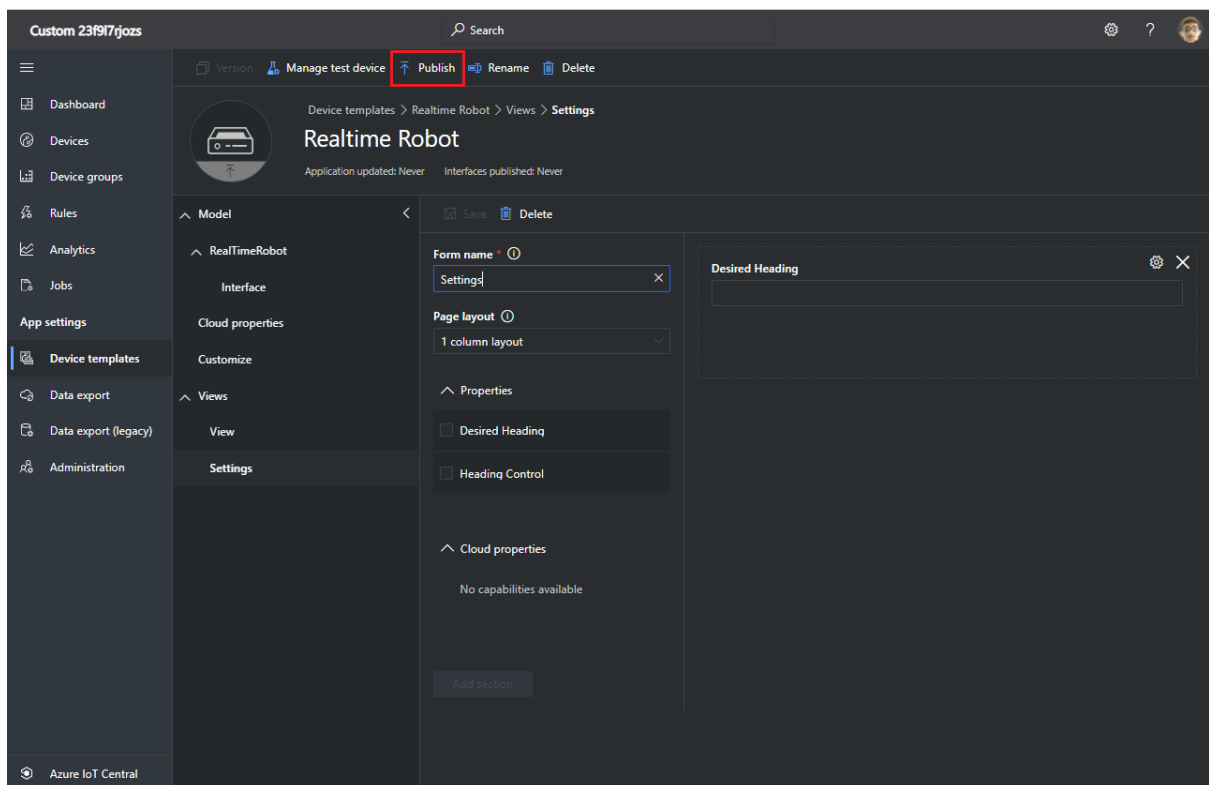 Custom 23f9l7rjozs
Search
?
Version Manage test device Publish Rename Delete
Dashboard
Devices
Device groups
Rules
Analytics
Jobs
App settings
Device templates
Data export
Data export (legacy)
Administration
Azure IoT Central
Device templates > Realtime Robot > Views > Settings
Realtime Robot
Application updated: Never Interfaces published: Never
Model
RealTimeRobot
Interface
Cloud properties
Customize
Views
View
Settings
Save Delete
Form name *
Settings
Page layout
1 column layout
Properties
Desired Heading
Heading Control
Cloud properties
No capabilities available
Add section
Desired Heading